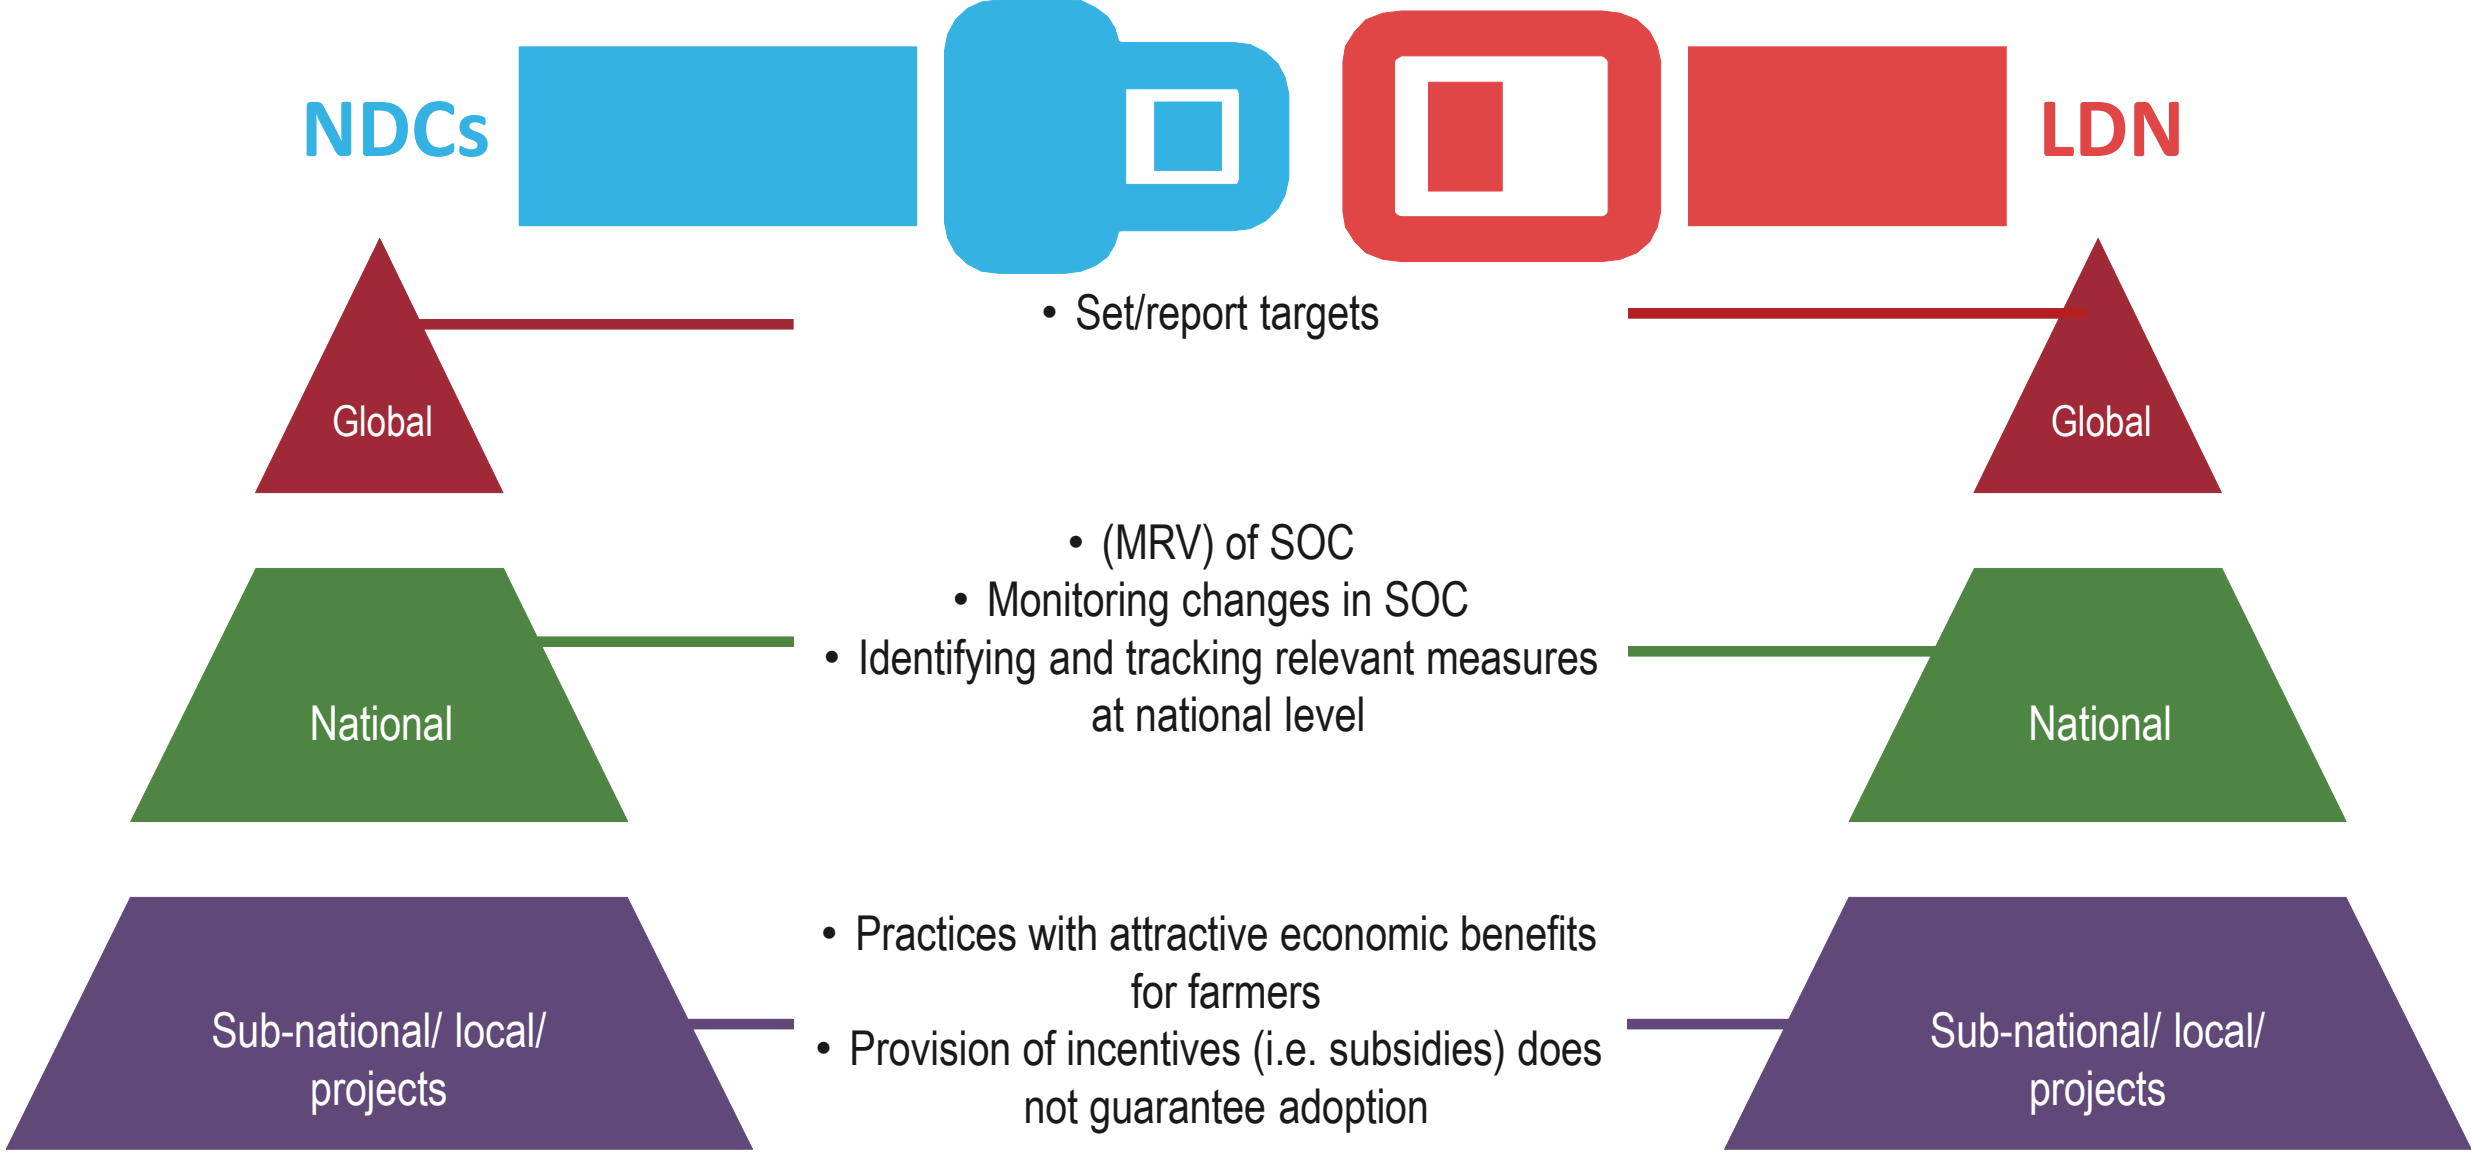 NDCs
LDN
• Set/report targets
Global
Global
• (MRV) of SOC
• Monitoring changes in SOC
• Identifying and tracking relevant measures
at national level
National
National
• Practices with attractive economic benefits
for farmers
• Provision of incentives (i.e. subsidies) does
not guarantee adoption
Sub-national/ local/
projects
Sub-national/ local/
projects